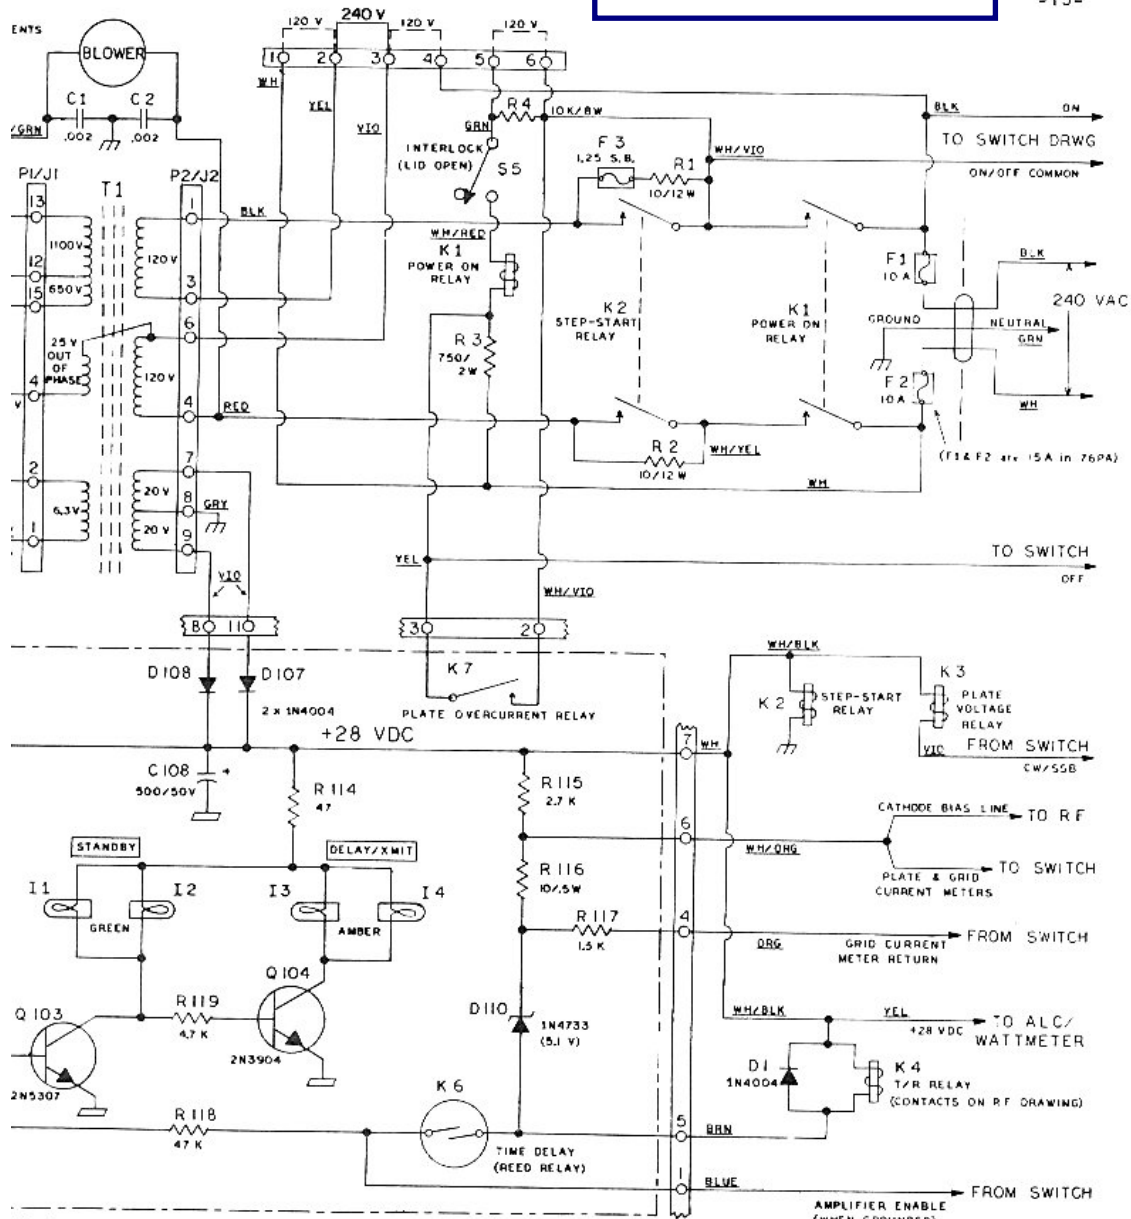 -15-
ENTS
BLOWER
C1
.002
C2
.002
/GRN
120 V
240 V
120 V
120 V
1
2
3
4
5
6
WH
YEL
VIO
GRN
R4
10K/8W
INTERLOCK
(LID OPEN)
S5
F3
1.25 S.B.
R1
10/12W
WH/VIO
BLK
ON
TO SWITCH DRWG
ON/OFF COMMON
P1/J1
T1
P2/J2
13
12
15
4
2
1
1100V
650V
25 V
OUT
OF
PHASE
V
6.3V
120V
120V
20V
20V
1
3
6
4
7
8
9
BLK
RED
GRY
VIO
WH/RED
K1
POWER ON
RELAY
R3
750/
2W
K2
STEP-START
RELAY
K1
POWER ON
RELAY
F1
10A
F2
10A
GROUND
BLK
240 VAC
NEUTRAL
GRN
WH
(F1 & F2 are 15A in 76PA)
R2
10/12W
WH/YEL
WH
YEL
WH/VIO
TO SWITCH
OFF
8
11
3
2
D108
D107
2 x 1N4004
K7
PLATE OVERCURRENT RELAY
+28 VDC
C108
500/50V
+
R114
47
R115
2.7 K
R116
10/.5W
R117
1.5 K
7
WH
6
WH/ORG
4
ORG
5
BRN
1
BLUE
WH/BLK
K2
STEP-START
RELAY
K3
PLATE
VOLTAGE
RELAY
VIO
FROM SWITCH
CW/SSB
CATHODE BIAS LINE
TO RF
TO SWITCH
PLATE & GRID
CURRENT METERS
FROM SWITCH
GRID CURRENT
METER RETURN
STANDBY
DELAY/XMIT
I1
I2
GREEN
I3
I4
AMBER
Q103
2N5307
R119
4.7K
Q104
2N3904
D110
1N4733
(5.1 V)
R118
47 K
K6
TIME DELAY
(REED RELAY)
WH/BLK
YEL
+28 VDC
TO ALC/
WATTMETER
D1
1N4004
K4
T/R RELAY
(CONTACTS ON RF DRAWING)
FROM SWITCH
AMPLIFIER ENABLE
(WHEN GROUNDED)